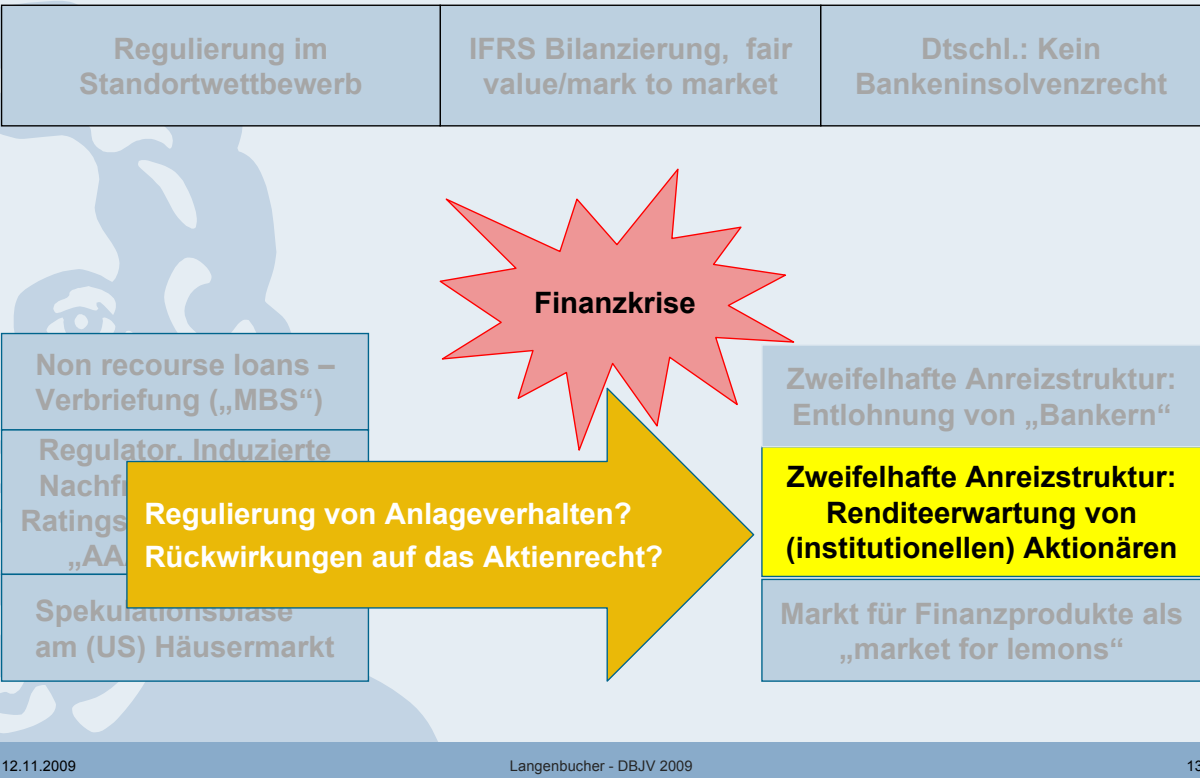 Regulierung im
Standortwettbewerb
IFRS Bilanzierung, fair
value/mark to market
Dtschl.: Kein
Bankeninsolvenzrecht
Finanzkrise
Non recourse loans –
Verbriefung („MBS“)
Regulator. Induzierte
Ratings
„AA
Spekulationsblase
am (US) Häusermarkt
Regulierung von Anlageverhalten?
Rückwirkungen auf das Aktienrecht?
Zweifelhafte Anreizstruktur:
Entlohnung von „Bankern“
Zweifelhafte Anreizstruktur:
Renditeerwartung von
(institutionellen) Aktionären
Markt für Finanzprodukte als
„market for lemons“
12.11.2009
Langenbucher - DBJV 2009
13